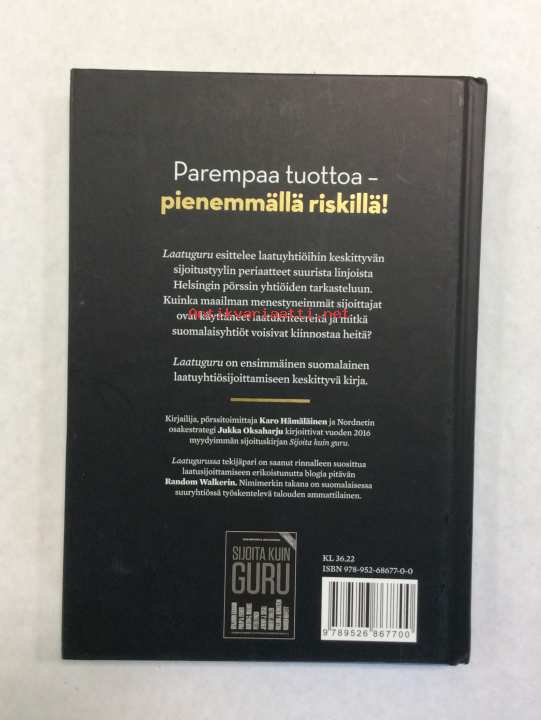 Parempaa tuottoa –
pienemmällä riskillä!
Laatuguru esittelee laatuyhtiöihin keskittyvän
sijoitustyylin periaatteet suurista linjoista
Helsingin pörssin yhtiöiden tarkasteluun.
Kuinka maailman menestyneimmät sijoittajat
ovat käyttäneet laatukriteereitä ja mitkä
Antikvariaatti.net
suomalaisyhtiöt voisivat kiinnostaa heitä?
Laatuguru on ensimmäinen suomalainen
laatuyhtiösijoittamiseen keskittyvä kirja.
Kirjailija, pörssitoimittaja Karo Hämäläinen ja Nordnetin
osakestrategi Jukka Oksaharju kirjoittivat vuoden 2016
myydyimmän sijoituskirjan Sijoita kuin guru.
Laatugurussa tekijäpari on saanut rinnalleen suosittua
laatusijoittamiseen erikoistunutta blogia pitävän
Random Walkerin. Nimimerkin takana on suomalaisessa
suuryhtiössä työskentelevä talouden ammattilainen.
SIJOITA KUIN
GURU
KL 36.22
ISBN 978-952-68677-0-0
9 789526 867700